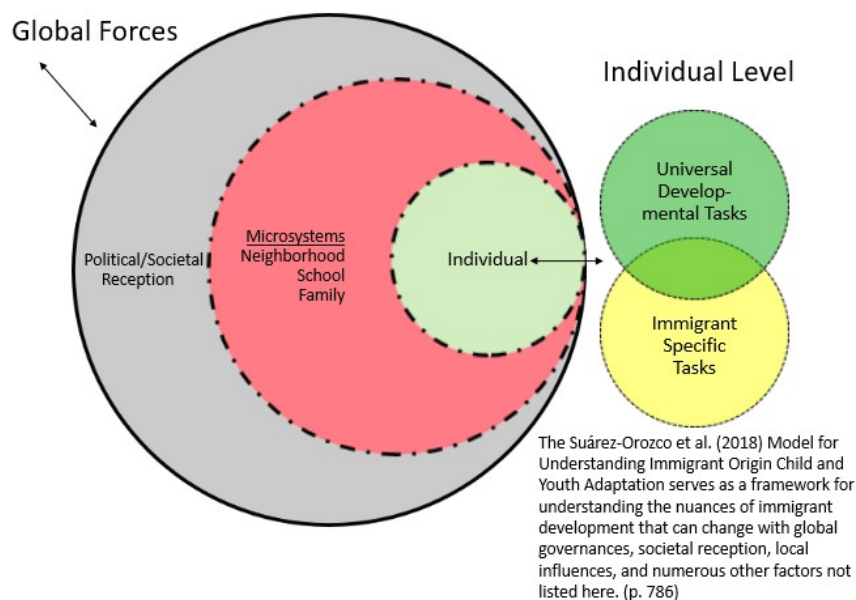 Global Forces
Individual Level
Political/Societal
Reception
Microsystems
Neighborhood
School
Family
Individual
Universal
Develop-
mental Tasks
Immigrant
Specific
Tasks
The Suárez-Orozco et al. (2018) Model for
Understanding Immigrant Origin Child and
Youth Adaptation serves as a framework for
understanding the nuances of immigrant
development that can change with global
governances, societal reception, local
influences, and numerous other factors not
listed here. (p. 786)